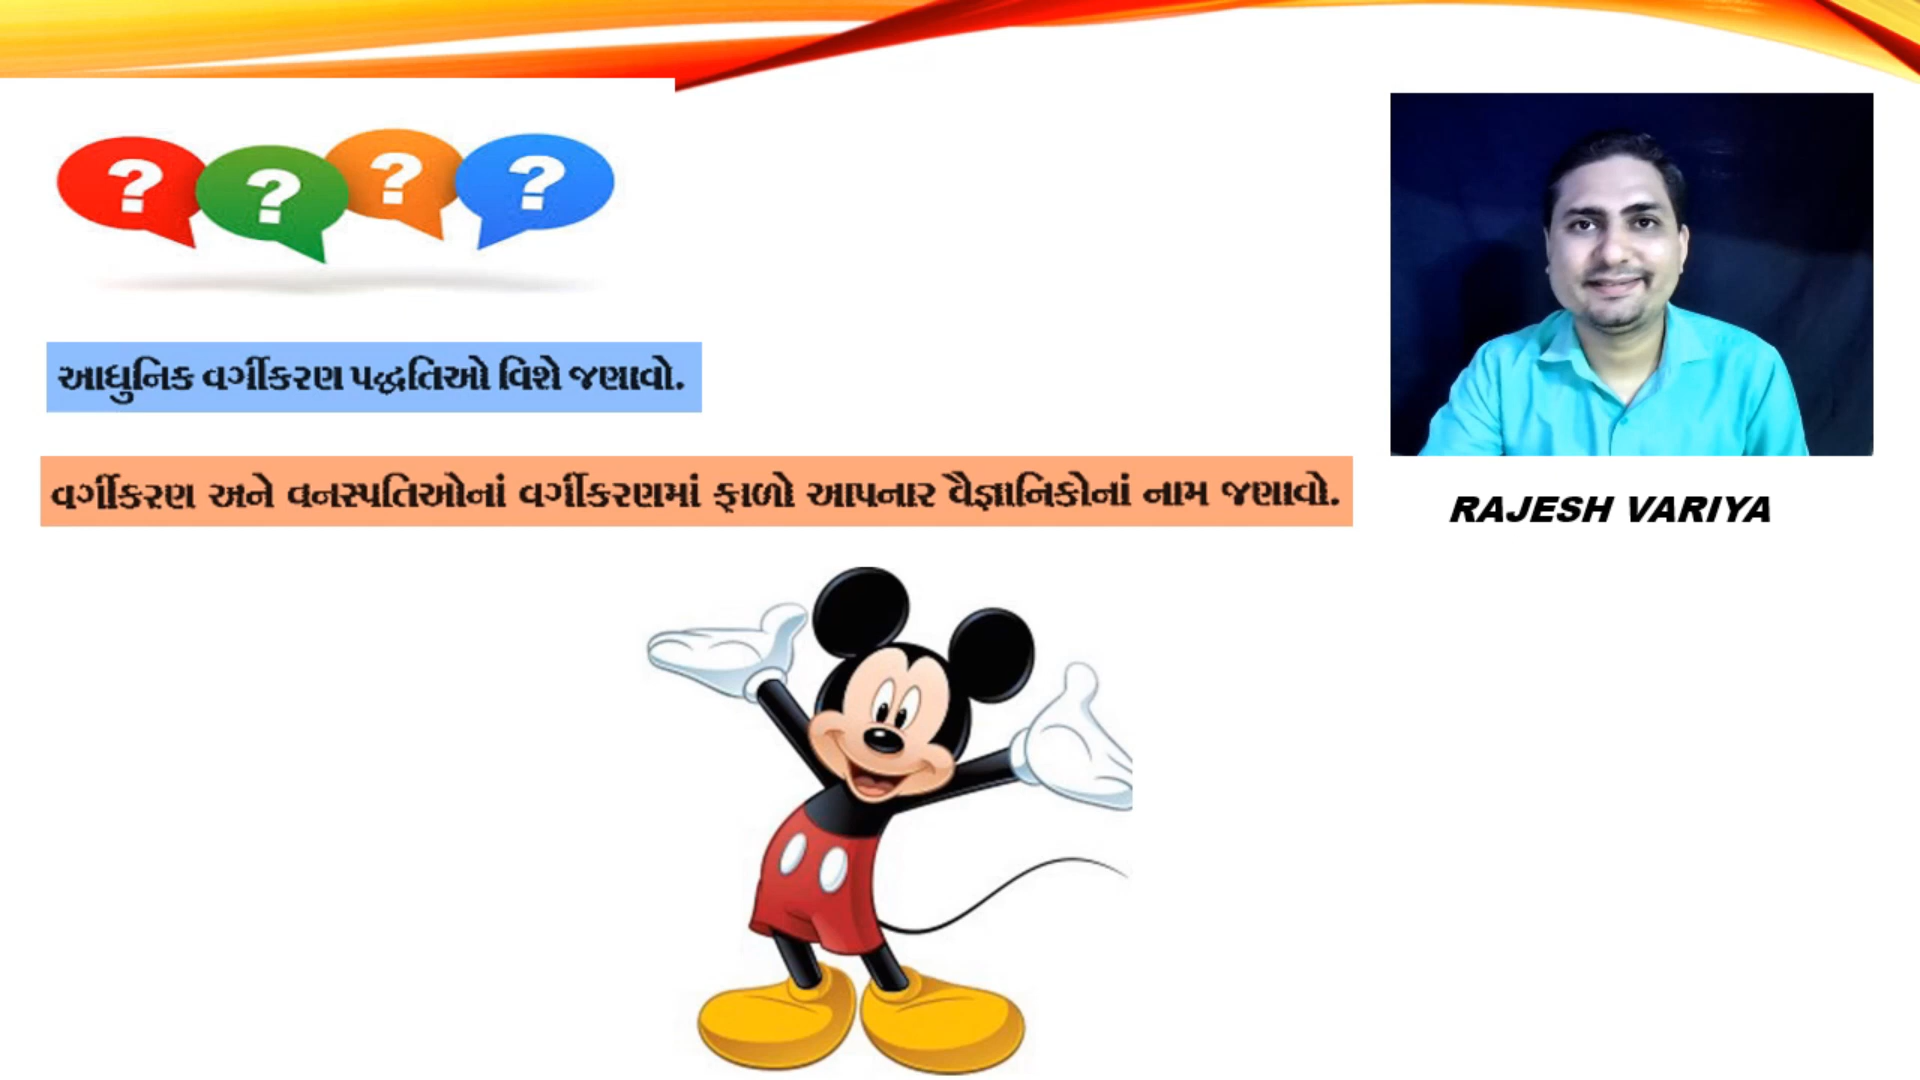 ? ? ? ?
આધુનિક વર્ગીકરણ પદ્ધતિઓ વિશે જણાવો.
વર્ગીકરણ અને વનસ્પતિઓનાં વર્ગીકરણમાં ફાળો આપનાર વૈજ્ઞાનિકોનાં નામ જણાવો.
RAJESH VARIYA